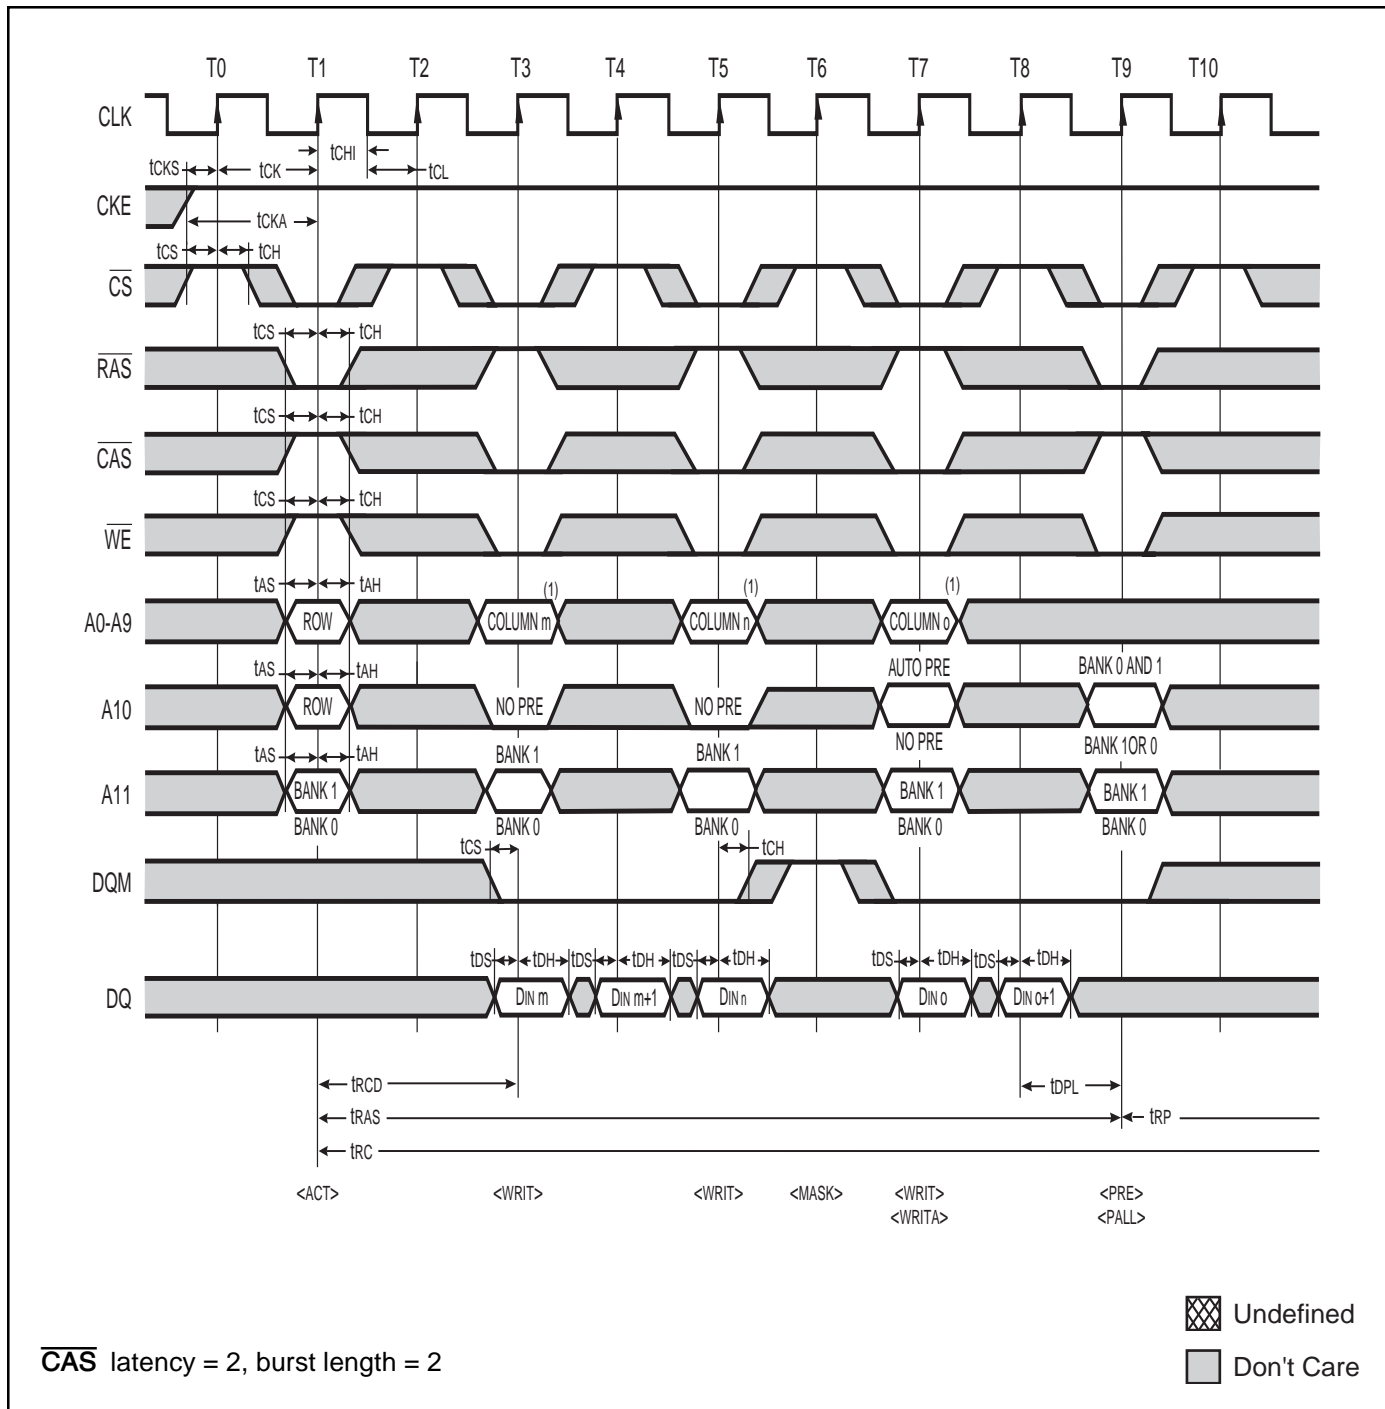 T0 T1 T2 T3 T4 T5 T6 T7 T8 T9 T10
CLK
tCHI
tCKS tCK tCL
CKE
tCKA
tCS tCH
CS
tCS tCH
RAS
tCS tCH
CAS
tCS tCH
WE
tAS tAH (1) (1) (1)
A0-A9 ROW COLUMN m COLUMN n COLUMN o
tAS tAH AUTO PRE BANK 0 AND 1
A10 ROW NO PRE NO PRE
NO PRE BANK 1 OR 0
tAS tAH BANK 1 BANK 1
A11 BANK 1 BANK 1 BANK 1
BANK 0 BANK 0 BANK 0 BANK 0 BANK 0
tCS tCH
DQM
tDS tDH tDS tDH tDS tDH tDS tDH tDS tDH
DQ DIN m DIN m+1 DIN n DIN o DIN o+1
tRCD tDPL
tRAS tRP
tRC
<ACT> <WRIT> <WRIT> <MASK> <WRIT> <PRE>
<WRITA> <PALL>
Undefined
CAS latency = 2, burst length = 2
Don't Care